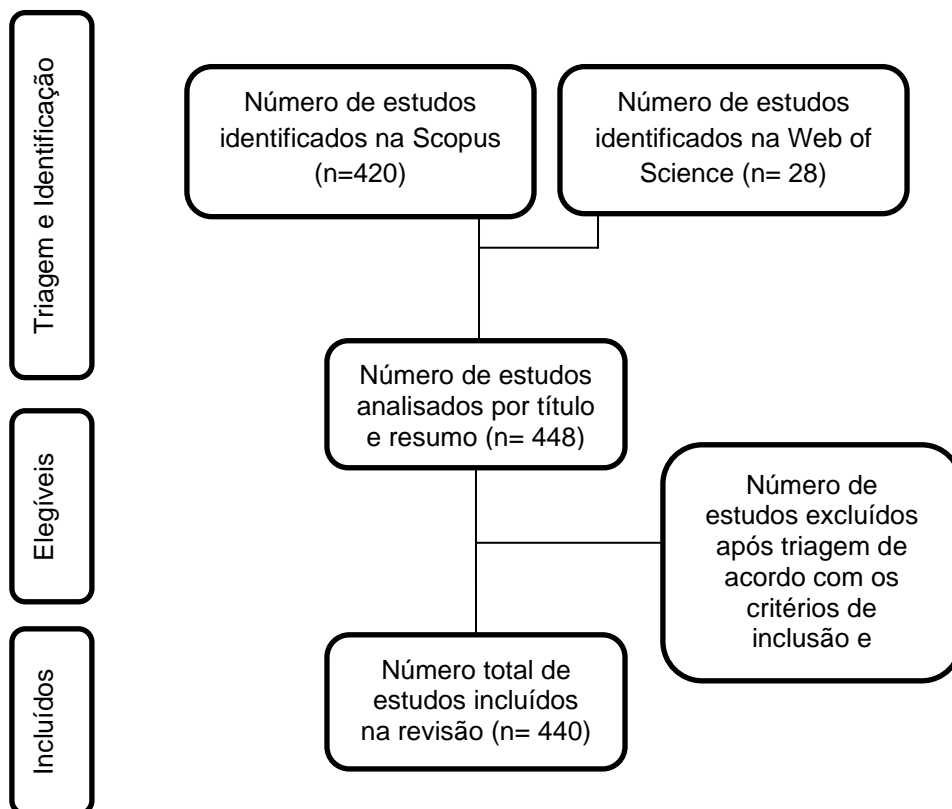 Triagem e Identificação
Número de estudos
identificados na Scopus
(n=420)
Número de estudos
identificados na Web of
Science (n= 28)
Número de estudos
analisados por título
e resumo (n= 448)
Elegíveis
Número de
estudos excluídos
após triagem de
acordo com os
critérios de
inclusão e
Incluídos
Número total de
estudos incluídos
na revisão (n= 440)